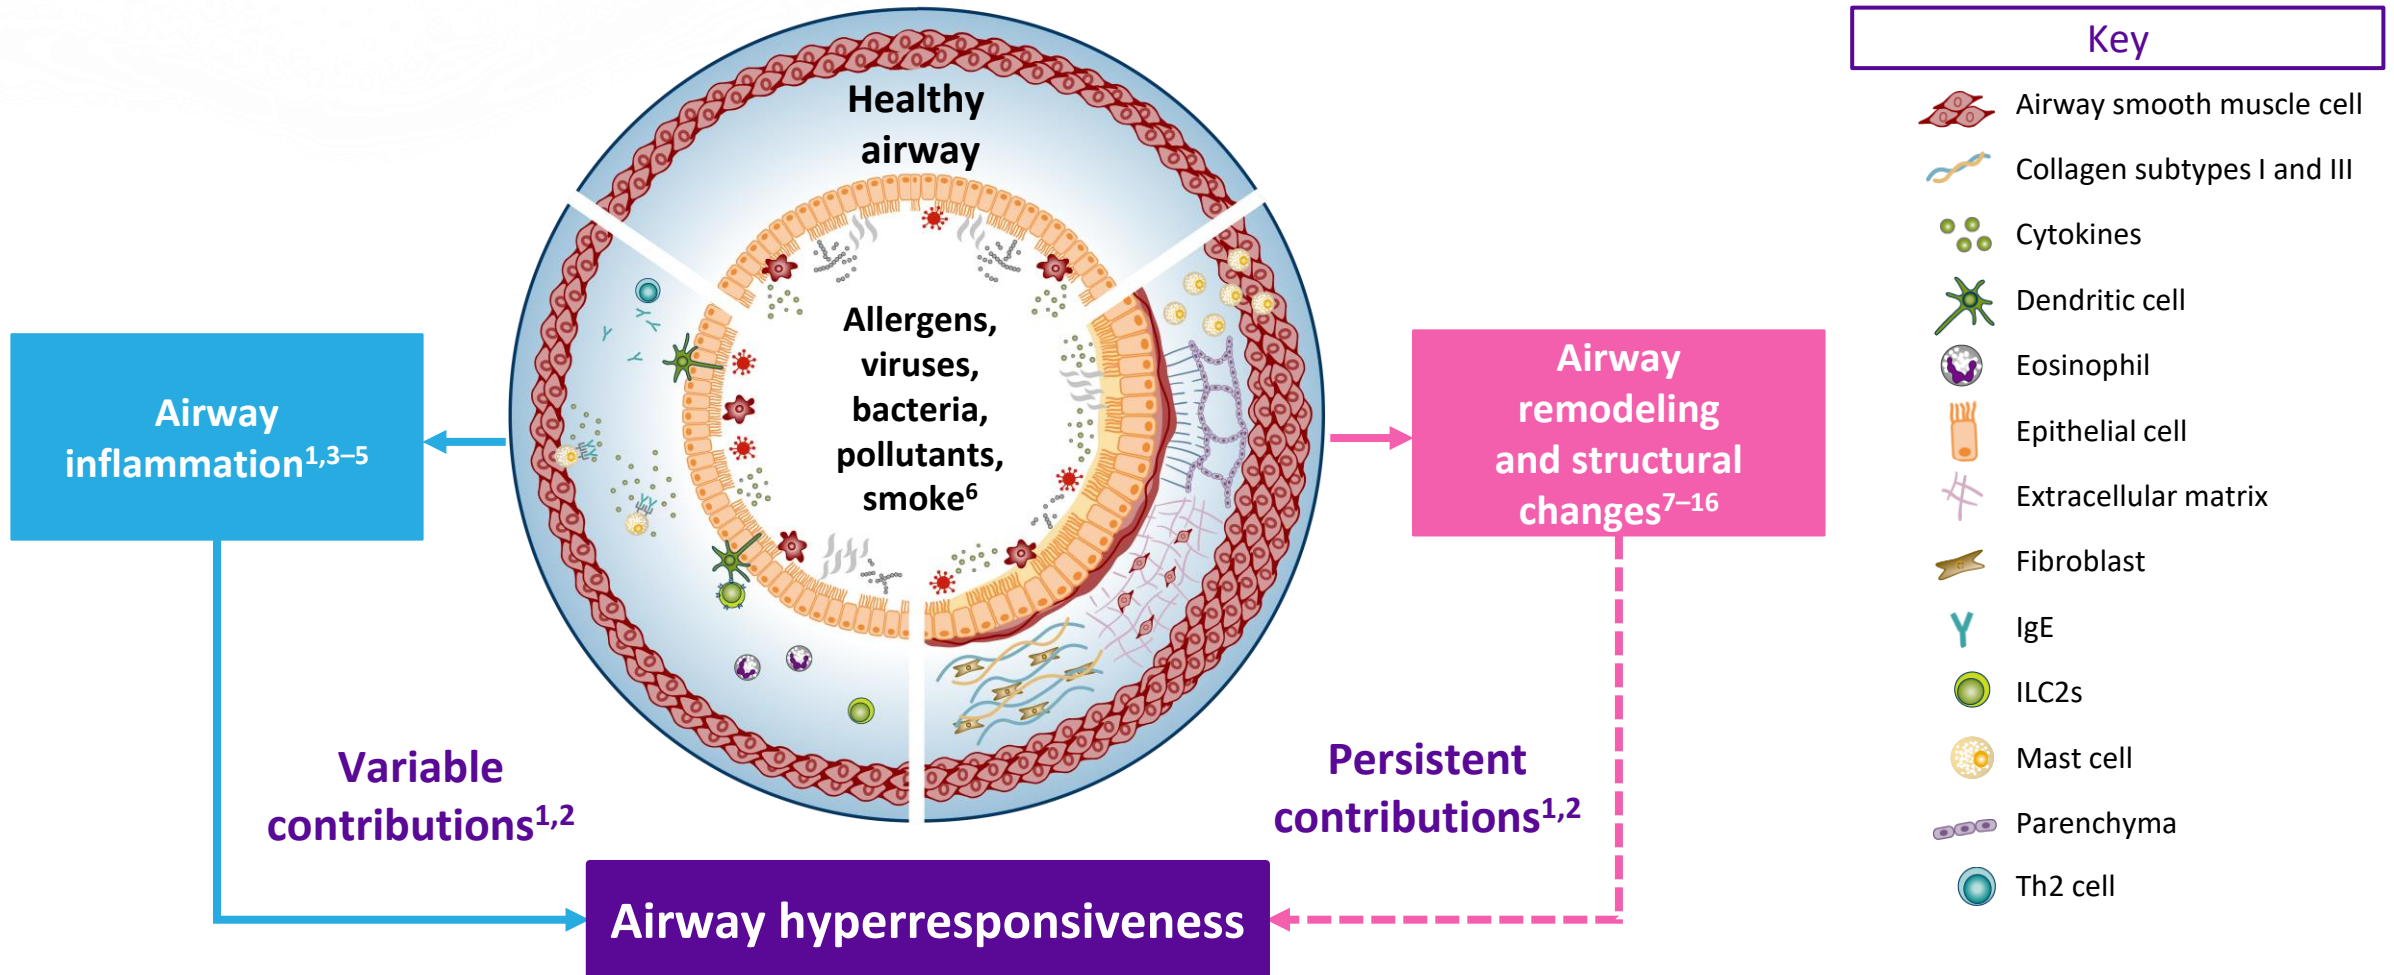 Healthy
airway
Allergens,
viruses,
bacteria,
pollutants,
smoke⁶
Airway
inflammation¹,³⁻⁵
Airway
remodeling
and structural
changes⁷⁻¹⁶
Variable
contributions¹,²
Persistent
contributions¹,²
Airway hyperresponsiveness
Key
Airway smooth muscle cell
Collagen subtypes I and III
Cytokines
Dendritic cell
Eosinophil
Epithelial cell
Extracellular matrix
Fibroblast
IgE
ILC2s
Mast cell
Parenchyma
Th2 cell